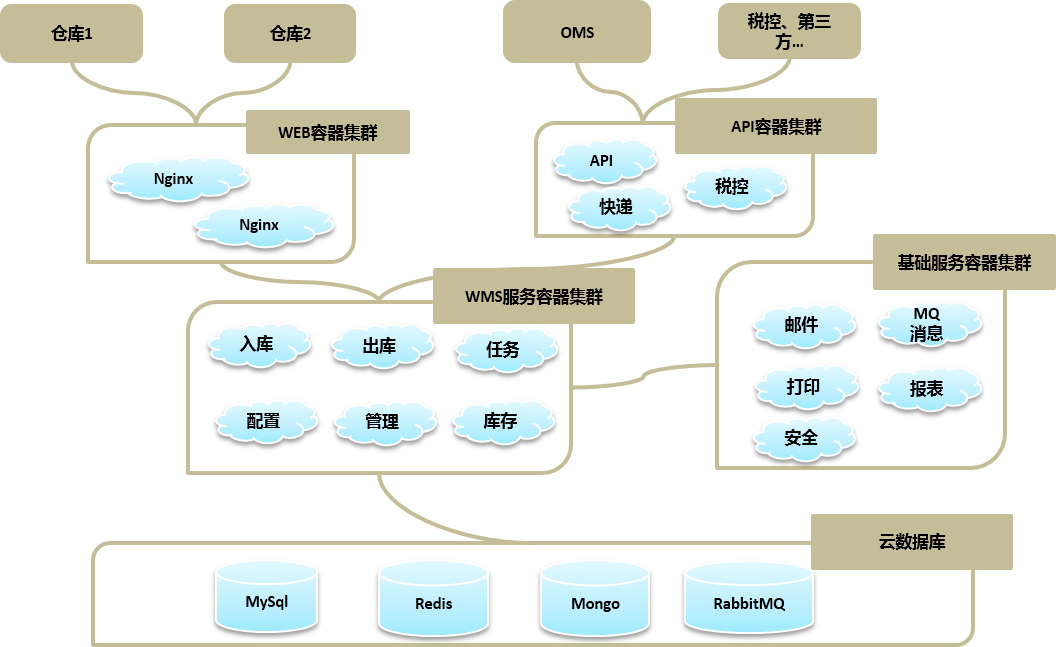 仓库1
仓库2
OMS
税控、第三
方...
WEB容器集群
API容器集群
Nginx
Nginx
API
快递
税控
WMS服务容器集群
基础服务容器集群
入库
出库
任务
配置
管理
库存
邮件
MQ
消息
打印
报表
安全
云数据库
MySql
Redis
Mongo
RabbitMQ